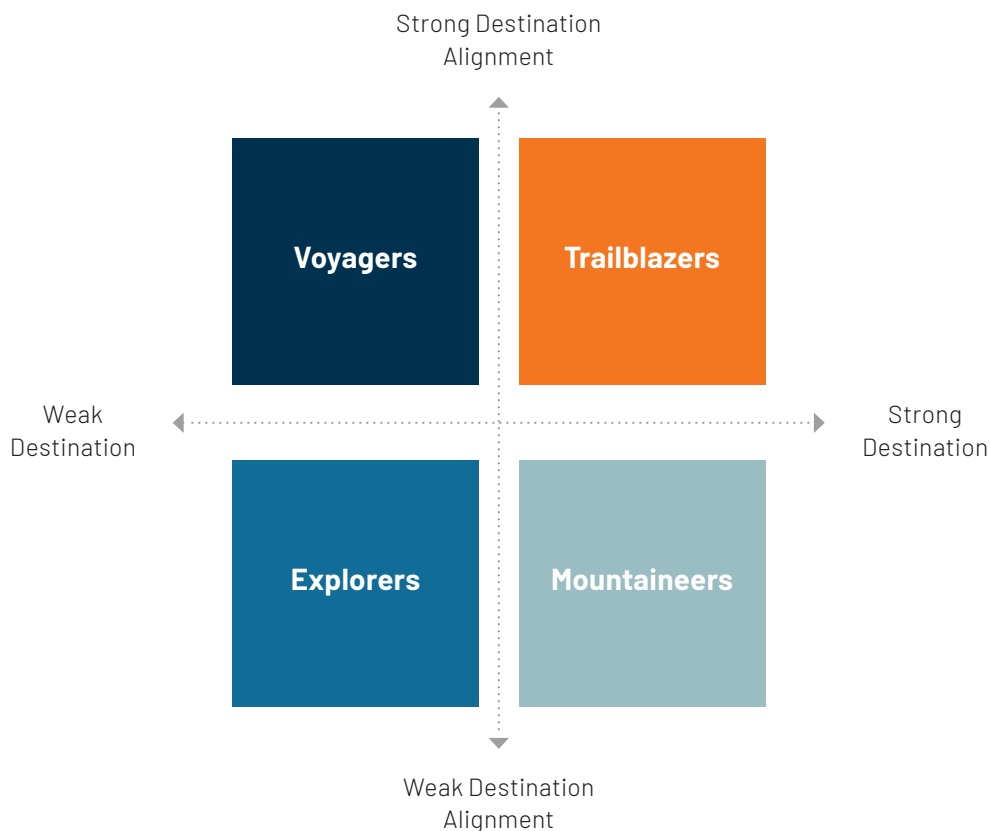 Strong Destination
Alignment
Voyagers
Trailblazers
Weak
Destination
Strong
Destination
Explorers
Mountaineers
Weak Destination
Alignment